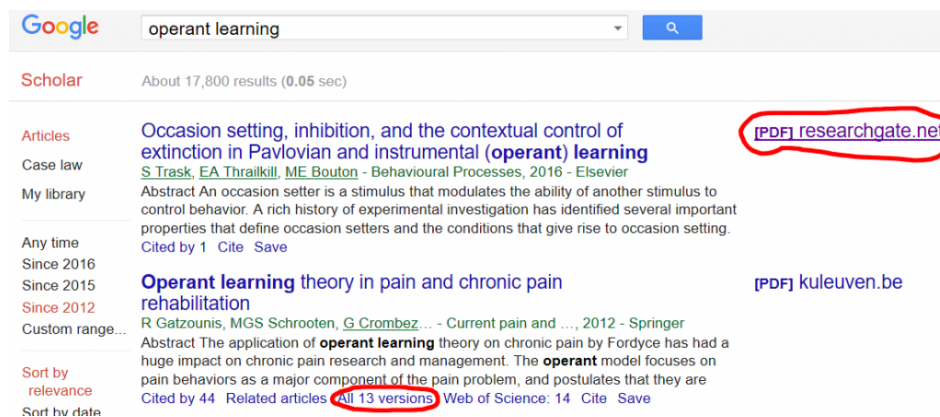 Google
operant learning
Scholar
About 17,800 results (0.05 sec)
Articles
Case law
My library
Any time
Since 2016
Since 2015
Since 2012
Custom range...
Sort by
relevance
Sort by date
Occasion setting, inhibition, and the contextual control of
extinction in Pavlovian and instrumental (operant) learning
S Trask, EA Thrailkill, ME Bouton - Behavioural Processes, 2016 - Elsevier
Abstract An occasion setter is a stimulus that modulates the ability of another stimulus to
control behavior. A rich history of experimental investigation has identified several important
properties that define occasion setters and the conditions that give rise to occasion setting.
Cited by 1 Cite Save
[PDF] researchgate.net
Operant learning theory in pain and chronic pain
rehabilitation
R Gatzounis, MGS Schrooten, G Crombez... - Current pain and ..., 2012 - Springer
Abstract The application of operant learning theory on chronic pain by Fordyce has had a
huge impact on chronic pain research and management. The operant model focuses on
pain behaviors as a major component of the pain problem, and postulates that they are
Cited by 44 Related articles All 13 versions Web of Science: 14 Cite Save
[PDF] kuleuven.be